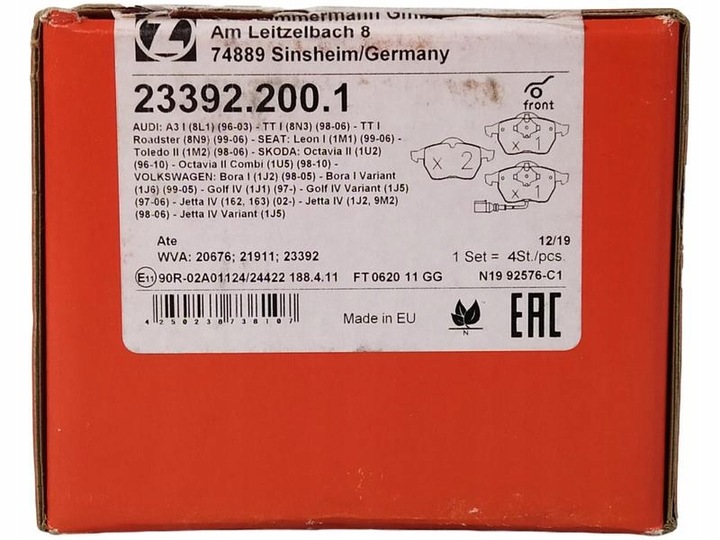 Zimmermann GmbH
Am Leitzelbach 8
74889 Sinsheim/Germany
Z
23392.200.1
front
AUDI: A3 I (8L1) (96-03) - TT I (8N3) (98-06) - TT I
Roadster (8N9) (99-06) - SEAT: Leon I (1M1) (99-06) -
Toledo II (1M2) (98-06) - SKODA: Octavia II (1U2)
(96-10) - Octavia II Combi (1U5) (98-10) -
VOLKSWAGEN: Bora I (1J2) (98-05) - Bora I Variant
(1J6) (99-05) - Golf IV (1J1) (97-) - Golf IV Variant (1J5)
(97-06) - Jetta IV (162, 163) (02-) - Jetta IV (1J2, 9M2)
(98-06) - Jetta IV Variant (1J5)
x 2
x 1
x 1
Ate
12/19
WVA: 20676; 21911; 23392
1 Set = 4St./pcs.
E11 90R-02A01124/24422 188.4.11 FT 0620 11 GG N19 92576-C1
4250238738107
Made in EU
N
EAC